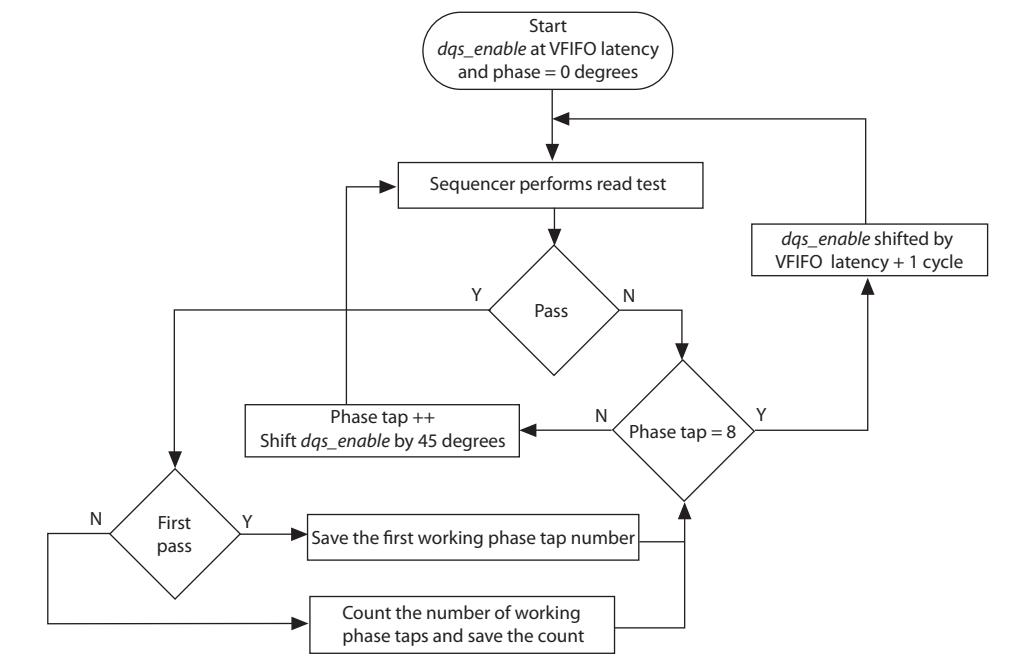 Start
dqs_enable at VFIFO latency
and phase = 0 degrees
Sequencer performs read test
dqs_enable shifted by
VFIFO latency + 1 cycle
Y
N
Pass
Phase tap ++
Shift dqs_enable by 45 degrees
N
Phase tap = 8
Y
N
First
pass
Y
Save the first working phase tap number
Count the number of working
phase taps and save the count